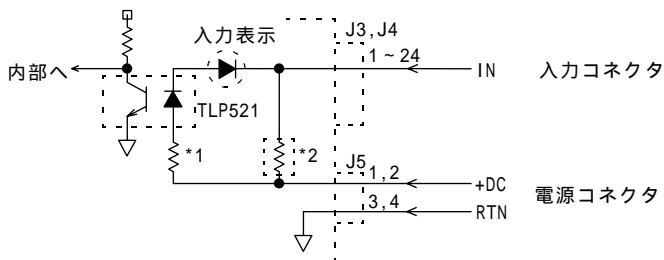 入力表示
J3,J4
1~24
内部へ
IN
入力コネクタ
TLP521
*1
*2
J5
1,2
+DC
電源コネクタ
3,4
RTN